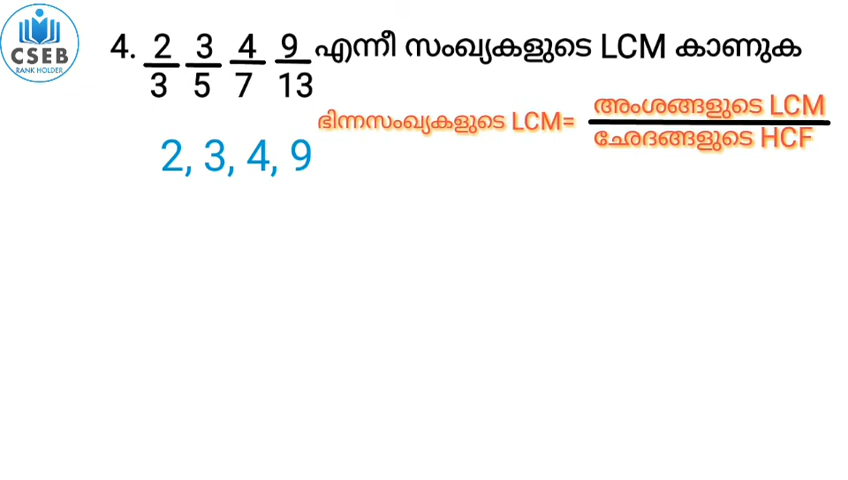 CSEB
RANK HOLDER
4. 2/3 3/5 4/7 9/13 എന്നീ സംഖ്യകളുടെ LCM കാണുക
ഭിന്നസംഖ്യകളുടെ LCM= അംശങ്ങളുടെ LCM / ഛേദങ്ങളുടെ HCF
2, 3, 4, 9